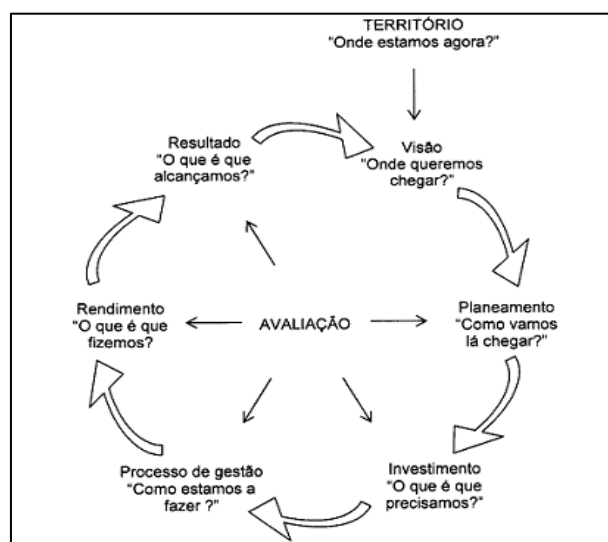 TERRITÓRIO
“Onde estamos agora?”
Visão
“Onde queremos
chegar?”
Planeamento
“Como vamos
lá chegar?”
Investimento
“O que é que
precisamos?”
Processo de gestão
“Como estamos a
fazer ?”
Rendimento
“O que é que
fizemos?
Resultado
“O que é que
alcançamos?”
AVALIAÇÃO